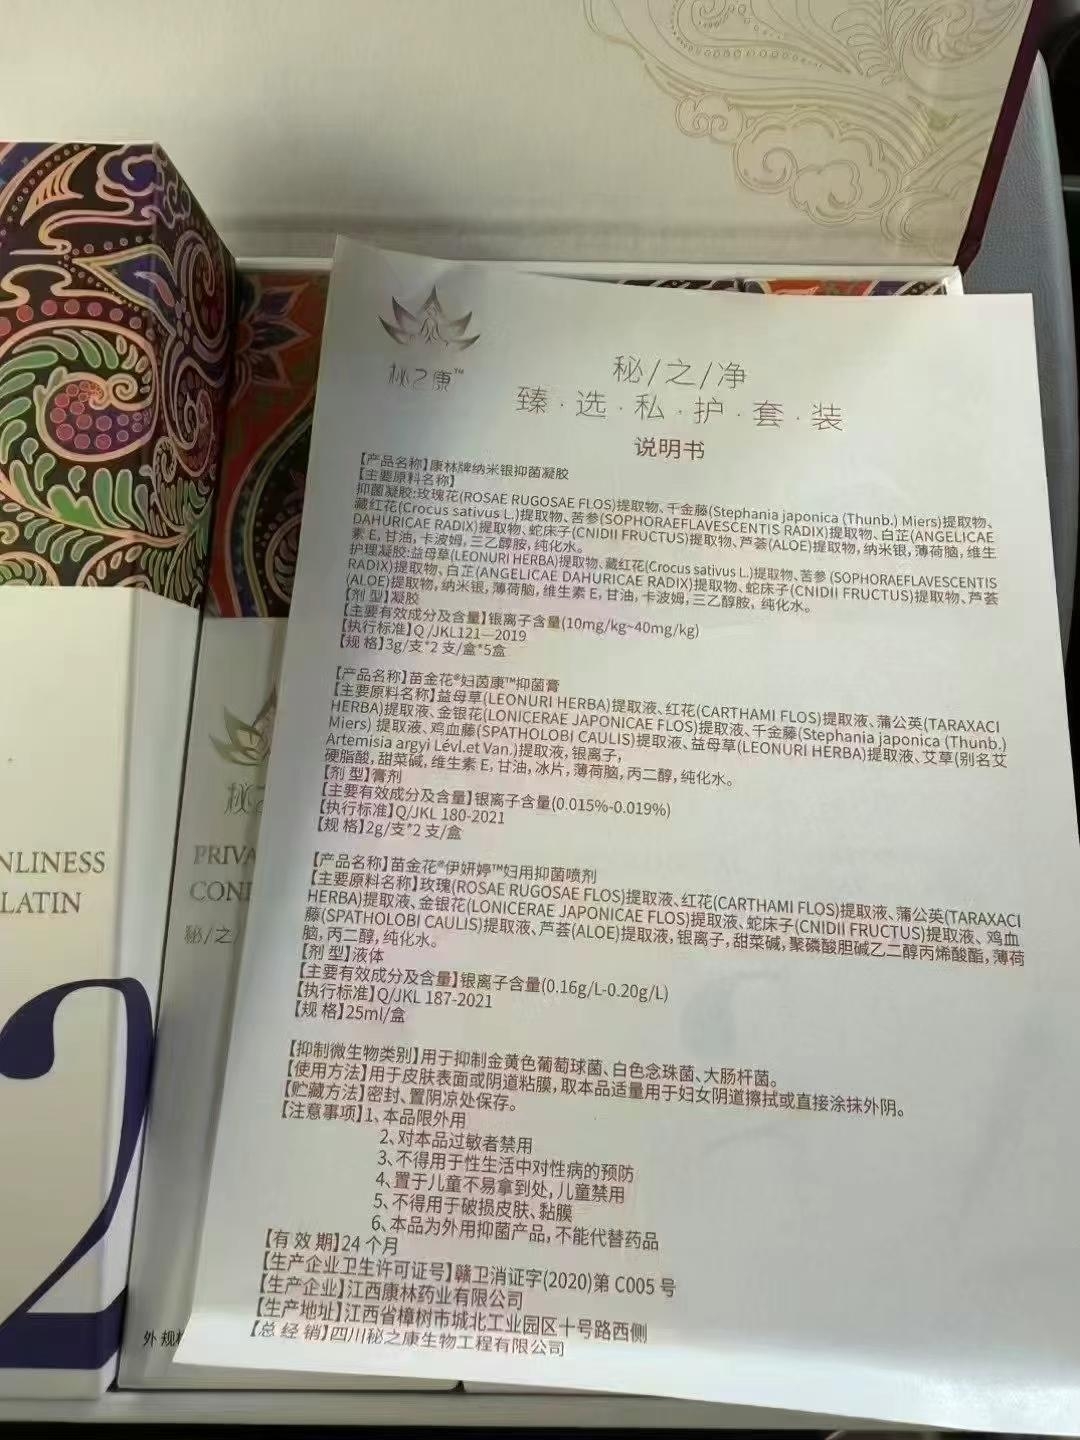 秘之康™
秘/之/净
臻·选·私·护·套·装
说明书
【产品名称】康林牌纳米银抑菌凝胶
【主要原料名称】
抑菌凝胶:玫瑰花(ROSAE RUGOSAE FLOS)提取物、千金藤(Stephania japonica (Thunb.) Miers)提取物、
藏红花(Crocus sativus L.)提取物、苦参(SOPHORAEFLAVESCENTIS RADIX)提取物、白芷(ANGELICAE
DAHURICAE RADIX)提取物、蛇床子(CNIDII FRUCTUS)提取物、芦荟(ALOE)提取物,纳米银,薄荷脑,维生
素E,甘油,卡波姆,三乙醇胺,纯化水。
护理凝胶:益母草(LEONURI HERBA)提取物、藏红花(Crocus sativus L.)提取物、苦参(SOPHORAEFLAVESCENTIS
RADIX)提取物、白芷(ANGELICAE DAHURICAE RADIX)提取物、蛇床子(CNIDII FRUCTUS)提取物、芦荟
(ALOE)提取物,纳米银,薄荷脑,维生素E,甘油,卡波姆,三乙醇胺,纯化水。
【剂 型】凝胶
【主要有效成分及含量】银离子含量(10mg/kg~40mg/kg)
【执行标准】Q/JKL121—2019
【规 格】3g/支*2支/盒*5盒
【产品名称】苗金花®妇茵康™抑菌膏
【主要原料名称】益母草(LEONURI HERBA)提取液、红花(CARTHAMI FLOS)提取液、蒲公英(TARAXACI
HERBA)提取液、金银花(LONICERAE JAPONICAE FLOS)提取液、千金藤(Stephania japonica (Thunb.)
Miers) 提取液、鸡血藤(SPATHOLOBI CAULIS)提取液、益母草(LEONURI HERBA)提取液、艾草(别名艾
Artemisia argyi Lévl.et Van.)提取液,银离子,
硬脂酸,甜菜碱,维生素E,甘油,冰片,薄荷脑,丙二醇,纯化水。
【剂 型】膏剂
【主要有效成分及含量】银离子含量(0.015%-0.019%)
【执行标准】Q/JKL 180-2021
【规 格】2g/支*2支/盒
【产品名称】苗金花®伊妍婷™妇用抑菌喷剂
【主要原料名称】玫瑰(ROSAE RUGOSAE FLOS)提取液、红花(CARTHAMI FLOS)提取液、蒲公英(TARAXACI
HERBA)提取液、金银花(LONICERAE JAPONICAE FLOS)提取液、蛇床子(CNIDII FRUCTUS)提取液、鸡血
藤(SPATHOLOBI CAULIS)提取液、芦荟(ALOE)提取液,银离子,甜菜碱,聚磷酸胆碱乙二醇丙烯酸酯,薄荷
脑,丙二醇,纯化水。
【剂 型】液体
【主要有效成分及含量】银离子含量(0.16g/L-0.20g/L)
【执行标准】Q/JKL 187-2021
【规 格】25ml/盒
【抑制微生物类别】用于抑制金黄色葡萄球菌、白色念珠菌、大肠杆菌。
【使用方法】用于皮肤表面或阴道粘膜,取本品适量用于妇女阴道擦拭或直接涂抹外阴。
【贮藏方法】密封、置阴凉处保存。
【注意事项】1、本品限外用
2、对本品过敏者禁用
3、不得用于性生活中对性病的预防
4、置于儿童不易拿到处,儿童禁用
5、不得用于破损皮肤、黏膜
6、本品为外用抑菌产品,不能代替药品
【有 效 期】24个月
【生产企业卫生许可证号】赣卫消证字(2020)第C005号
【生产企业】江西康林药业有限公司
【生产地址】江西省樟树市城北工业园区十号路西侧
【总 经 销】四川秘之康生物工程有限公司
NLINESS
LATIN
2
秘之
PRIVA
CON
秘/之/
外 规